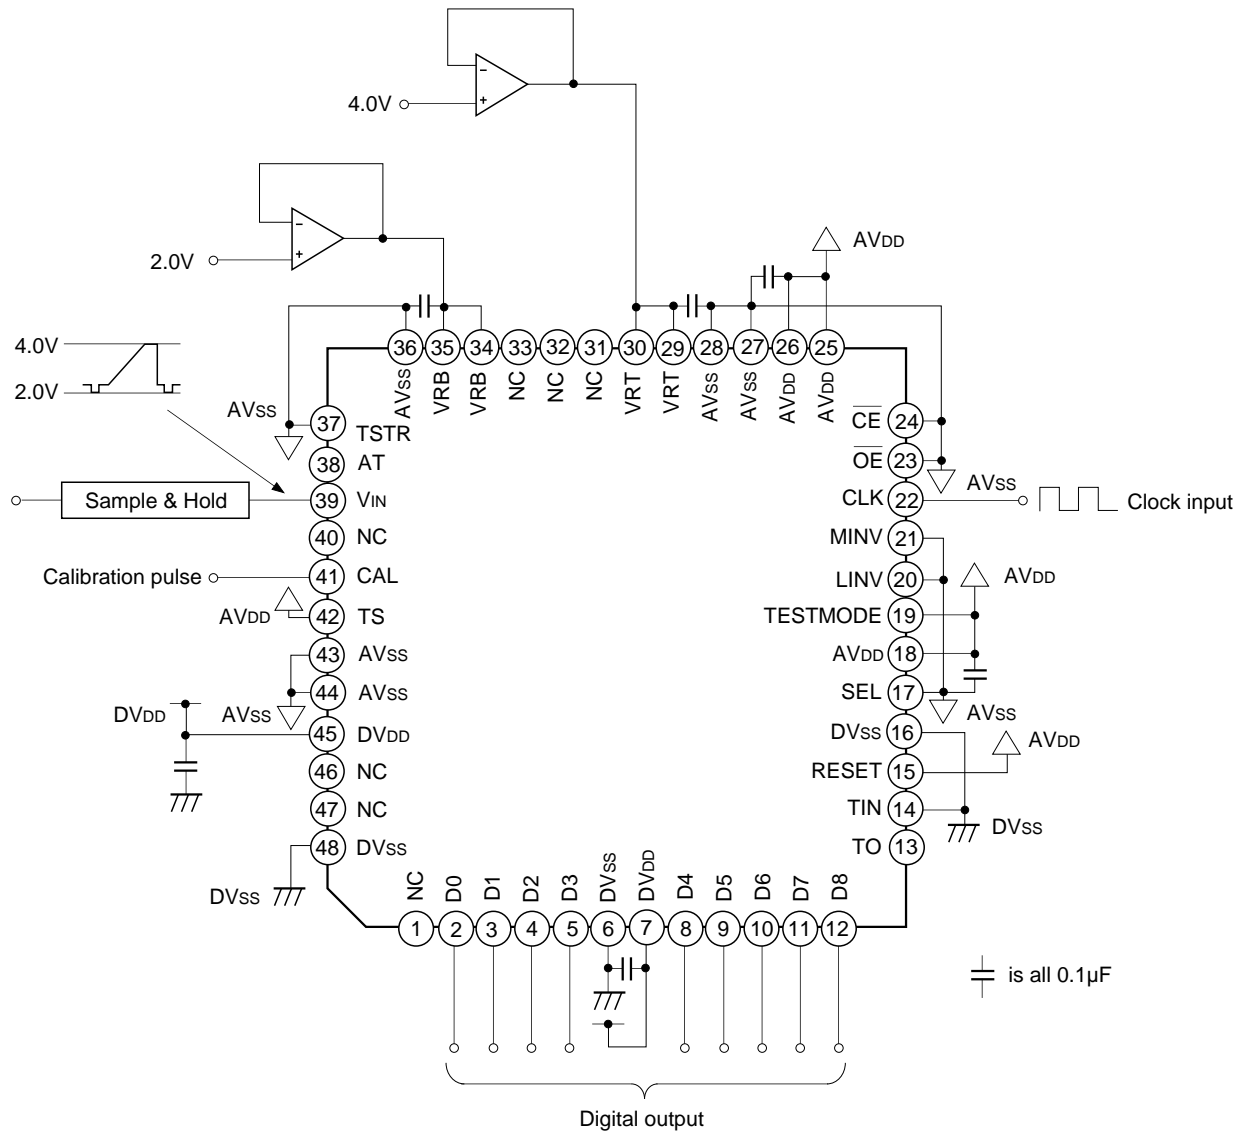 4.0V
−
+
2.0V
−
+
AVDD
4.0V
2.0V
36 35 34 33 32 31 30 29 28 27 26 25
AVSS VRB VRB NC NC NC VRT VRT AVSS AVSS AVDD AVDD
AVSS
37 TSTR
38 AT
Sample & Hold
39 VIN
40 NC
Calibration pulse
41 CAL
AVDD
42 TS
43 AVSS
44 AVSS
AVSS
DVDD
45 DVDD
46 NC
47 NC
48 DVSS
DVSS
CE 24
OE 23
AVSS
CLK 22
Clock input
MINV 21
LINV 20
AVDD
TESTMODE 19
AVDD 18
SEL 17
AVSS
DVSS 16
AVDD
RESET 15
TIN 14
DVSS
TO 13
NC D0 D1 D2 D3 DVSS DVDD D4 D5 D6 D7 D8
1 2 3 4 5 6 7 8 9 10 11 12
is all 0.1µF
Digital output